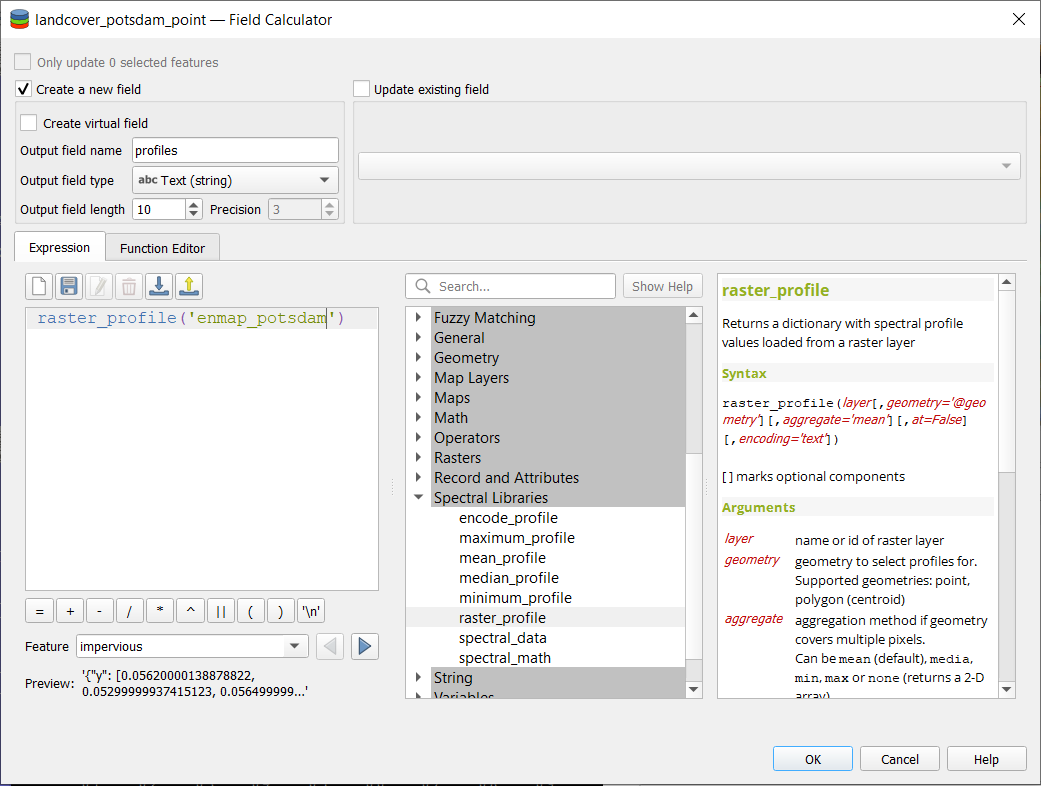 landcover_potsdam_point — Field Calculator
Only update 0 selected features
Create a new field
Update existing field
Create virtual field
Output field name profiles
Output field type abc Text (string)
Output field length 10 Precision 3
Expression Function Editor
Search... Show Help
raster_profile('enmap_potsdam')
= + - / * ^ || ( ) '\n'
Feature impervious
Preview: '{"y": [0.05620000138878822,
0.05299999937415123, 0.056499999...'
Fuzzy Matching
General
Geometry
Map Layers
Maps
Math
Operators
Rasters
Record and Attributes
Spectral Libraries
encode_profile
maximum_profile
mean_profile
median_profile
minimum_profile
raster_profile
spectral_data
spectral_math
String
Variables
raster_profile
Returns a dictionary with spectral profile
values loaded from a raster layer
Syntax
raster_profile(layer[,geometry='@geo
metry'][,aggregate='mean'][,at=False]
[,encoding='text'])
[ ] marks optional components
Arguments
layer name or id of raster layer
geometry geometry to select profiles for.
Supported geometries: point,
polygon (centroid)
aggregate aggregation method if geometry
covers multiple pixels.
Can be mean (default), media,
min, max or none (returns a 2-D
array)
OK Cancel Help